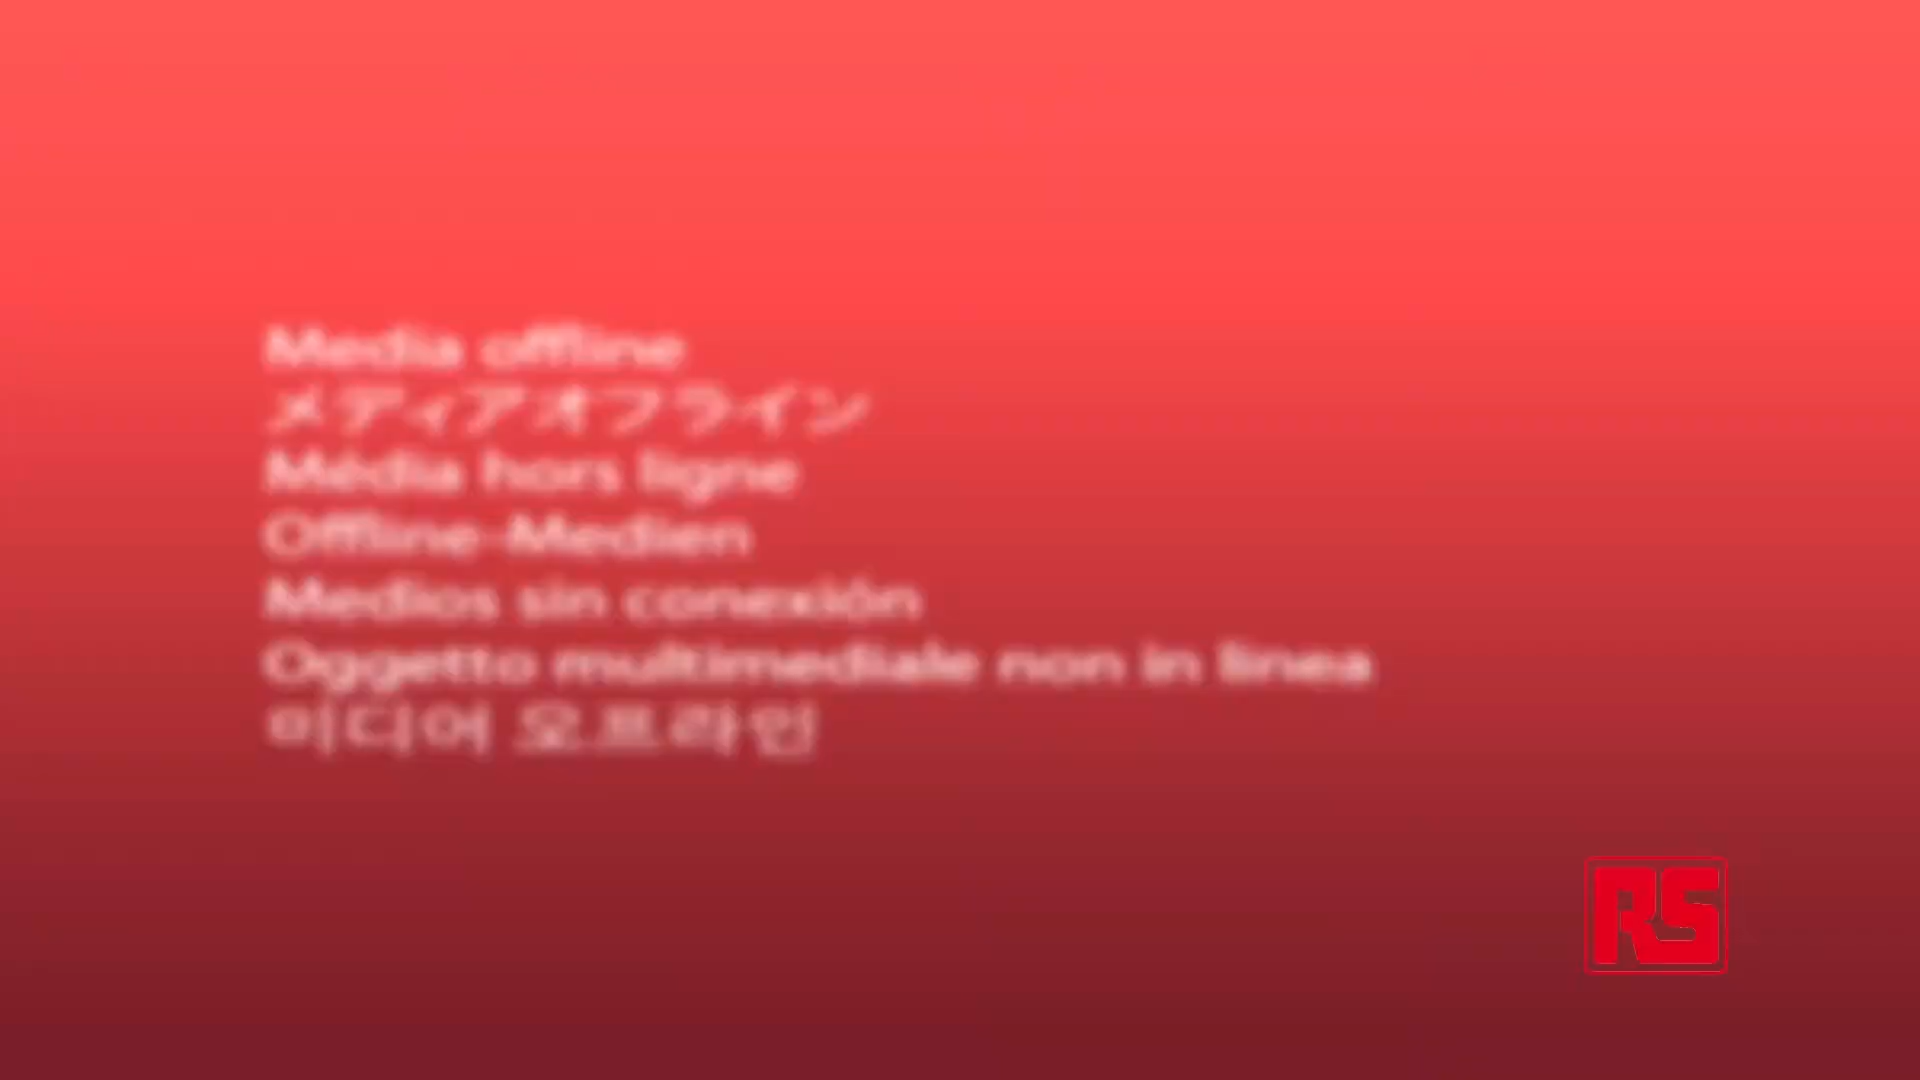 Media offline
メディアオフライン
Média hors ligne
Offline-Medien
Medios sin conexión
Oggetto multimediale non in linea
미디어 오프라인
RS